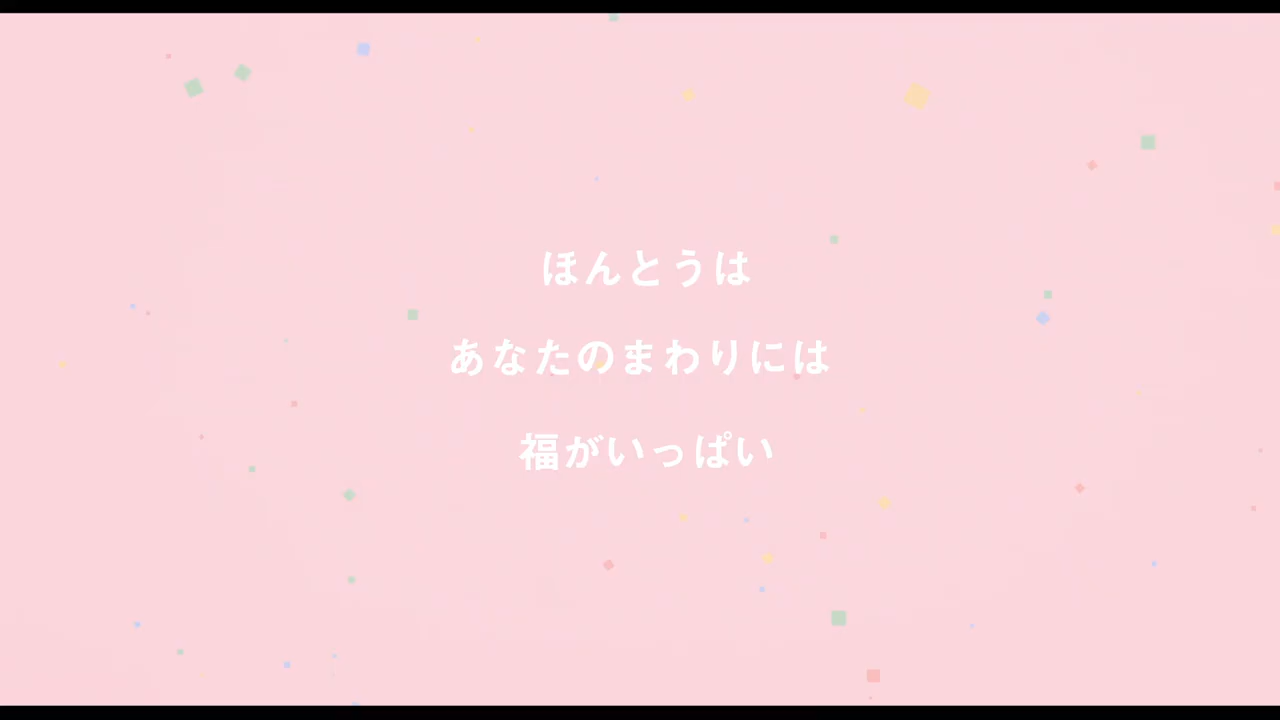 ほんとうは
あなたのまわりには
福がいっぱい